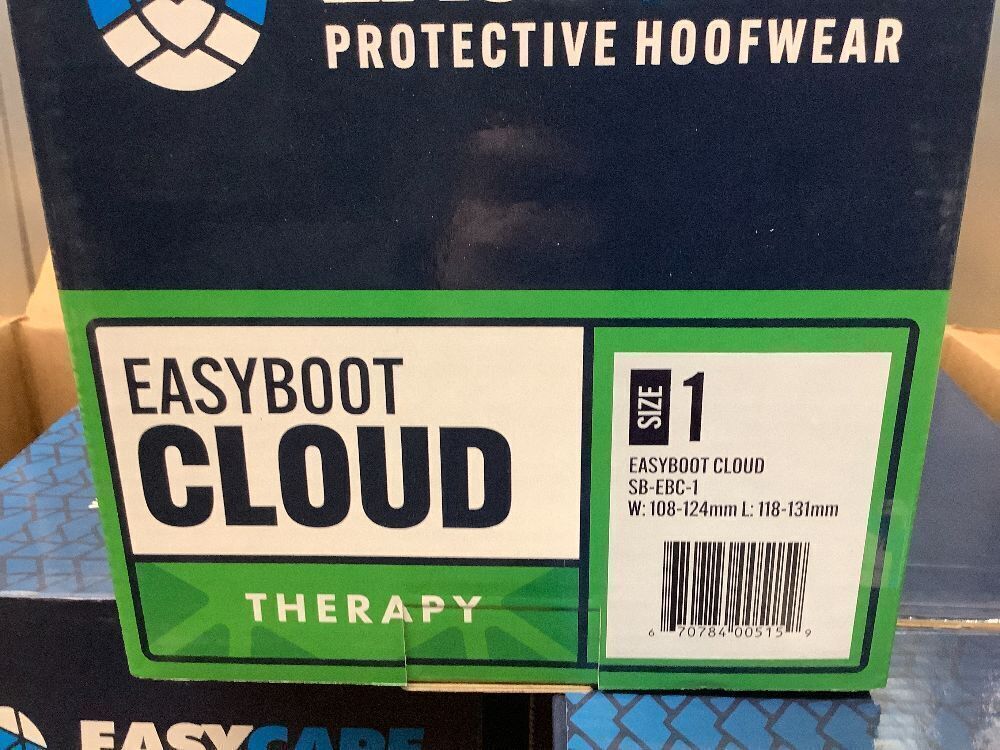 PROTECTIVE HOOFWEAR
EASYBOOT
CLOUD
THERAPY
SIZE 1
EASYBOOT CLOUD
SB-EBC-1
W: 108-124mm L: 118-131mm
6 70784 00515 9
EASYCARE